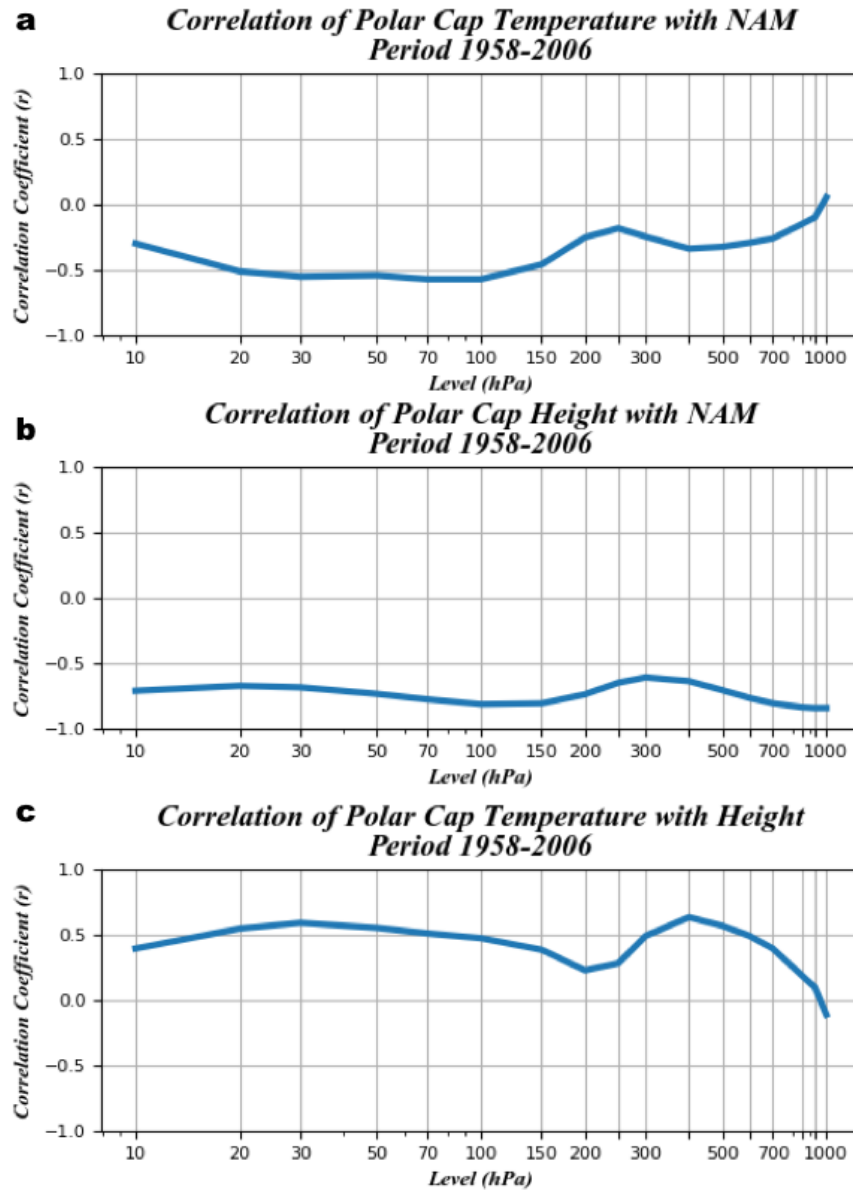 a
Correlation of Polar Cap Temperature with NAM
Period 1958-2006
Correlation Coefficient (r)
1.0
0.5
0.0
−0.5
−1.0
10 20 30 50 70 100 150 200 300 500 700 1000
Level (hPa)
b
Correlation of Polar Cap Height with NAM
Period 1958-2006
Correlation Coefficient (r)
1.0
0.5
0.0
−0.5
−1.0
10 20 30 50 70 100 150 200 300 500 700 1000
Level (hPa)
c
Correlation of Polar Cap Temperature with Height
Period 1958-2006
Correlation Coefficient (r)
1.0
0.5
0.0
−0.5
−1.0
10 20 30 50 70 100 150 200 300 500 700 1000
Level (hPa)